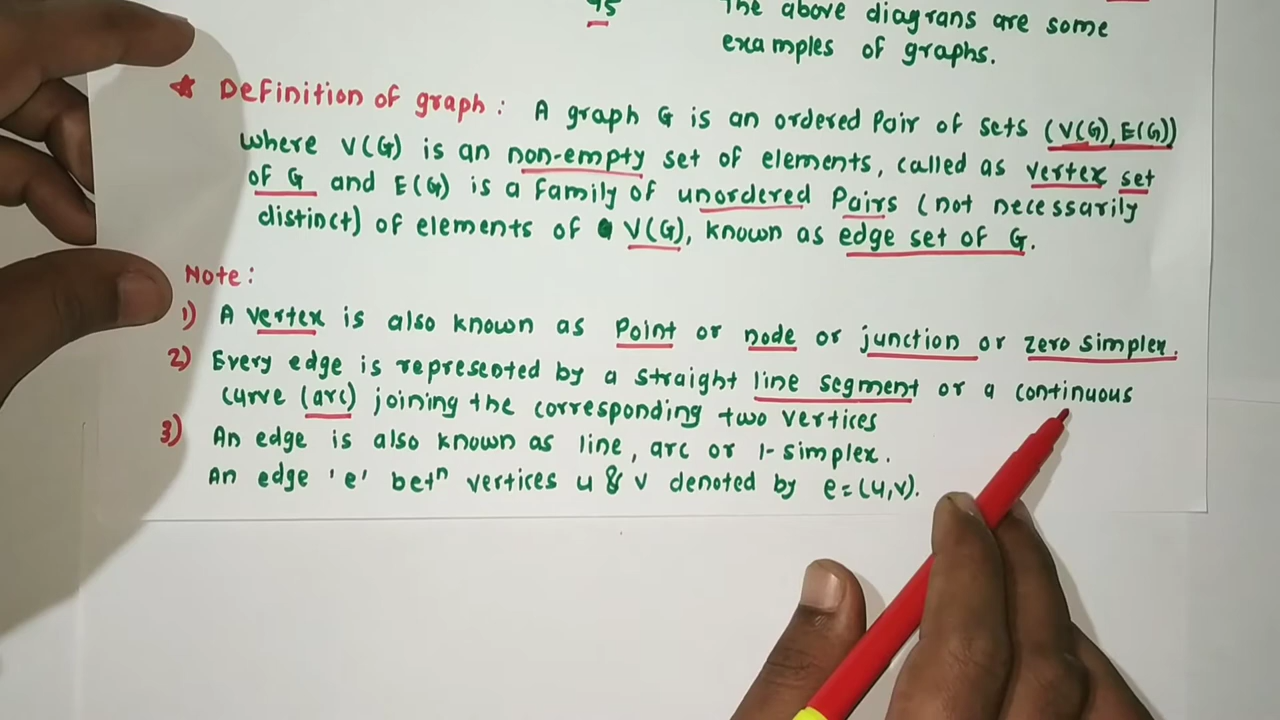 95 The above diagrans are some
examples of graphs.
Definition of graph: A graph G is an ordered Pair of sets (V(G), E(G))
where V(G) is an non-empty set of elements, called as vertex set
of G and E(G) is a family of unordered Pairs (not necessarily
distinct) of elements of V(G), known as edge set of G.
Note:
1) A vertex is also known as Point or node or junction or zero simplex.
2) Every edge is represented by a straight line segment or a continuous
curve (arc) joining the corresponding two vertices
3) An edge is also known as line, arc or 1-simplex.
An edge 'e' betⁿ vertices u & v denoted by e=(u,v).